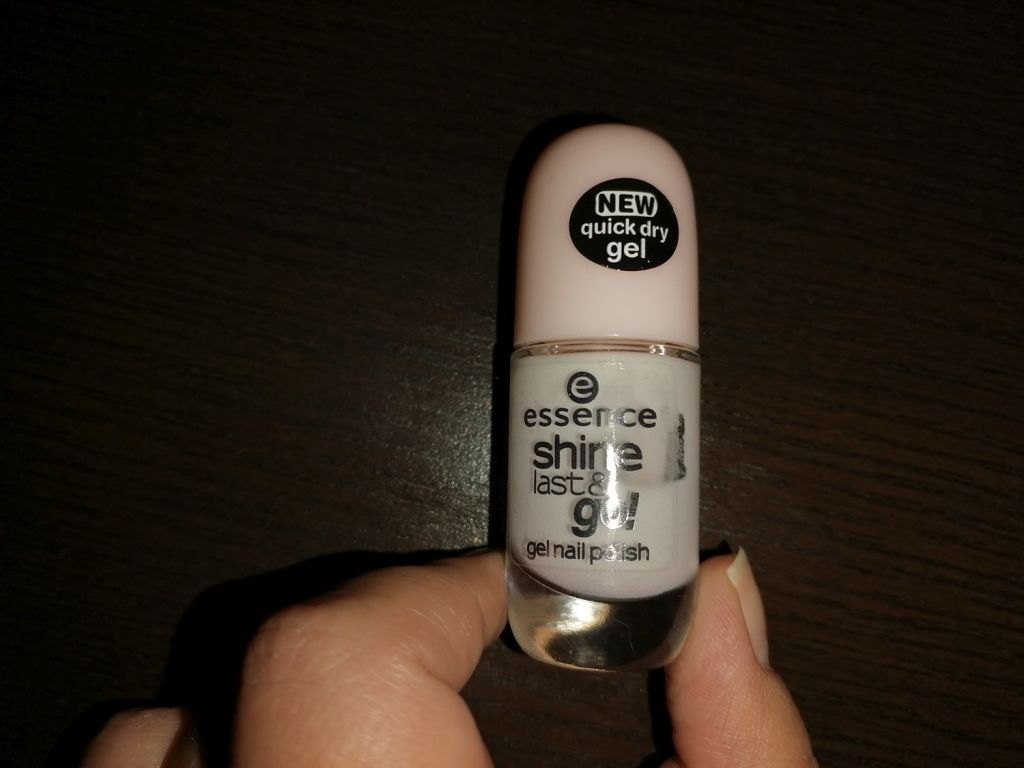 NEW
quick dry
gel
e
essence
shine
last &
go!
gel nail polish